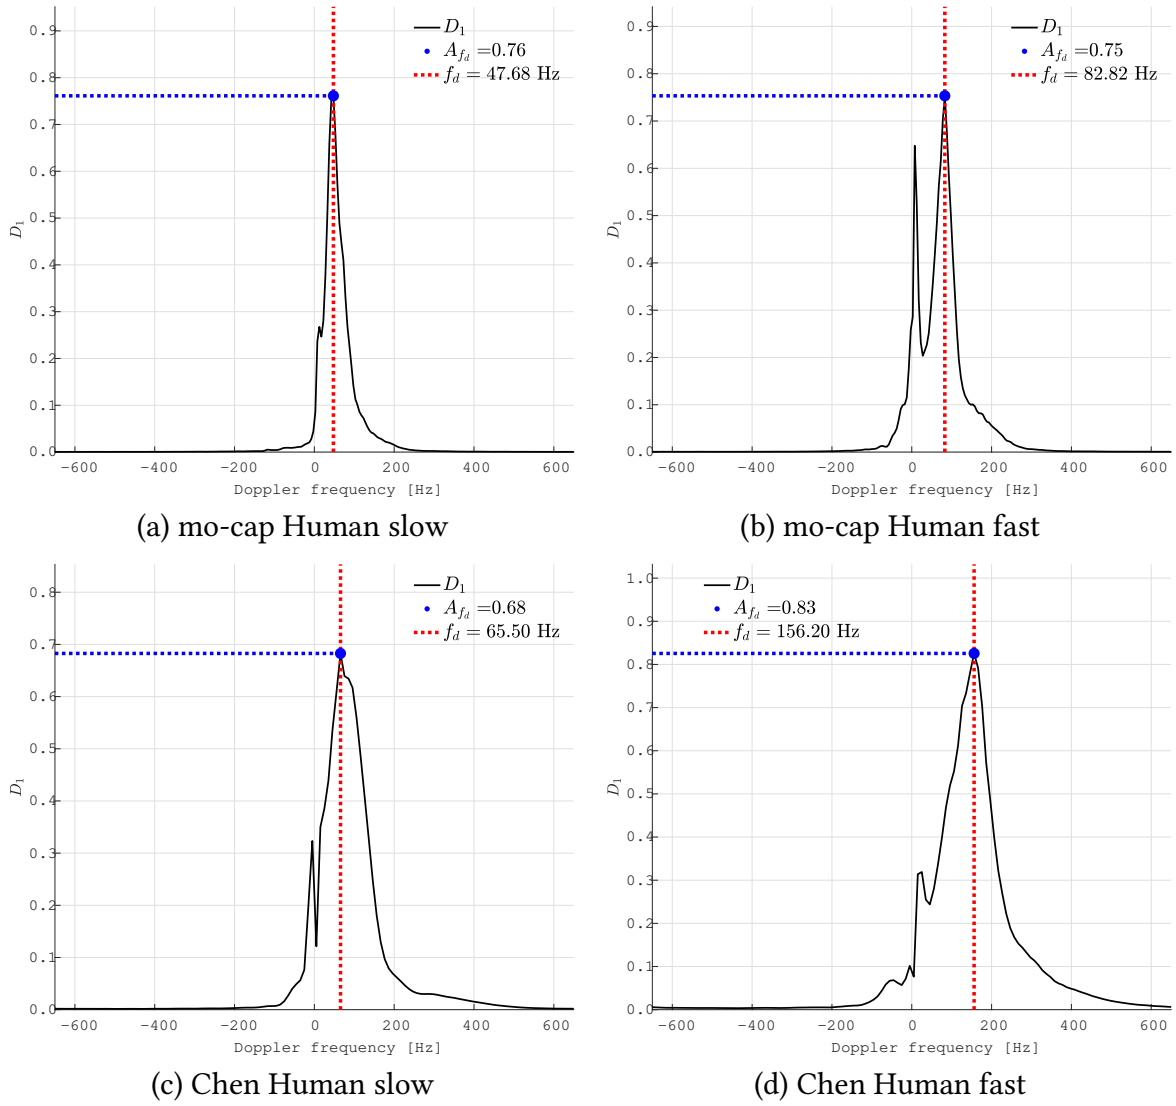 0.9
0.8
0.7
0.6
0.5
0.4
0.3
0.2
0.1
0.0
D₁
D₁
A_{f_d} =0.76
f_d = 47.68 Hz
−600 −400 −200 0 200 400 600
Doppler frequency [Hz]
(a) mo-cap Human slow
0.9
0.8
0.7
0.6
0.5
0.4
0.3
0.2
0.1
0.0
D₁
D₁
A_{f_d} =0.75
f_d = 82.82 Hz
−600 −400 −200 0 200 400 600
Doppler frequency [Hz]
(b) mo-cap Human fast
0.8
0.7
0.6
0.5
0.4
0.3
0.2
0.1
0.0
D₁
D₁
A_{f_d} =0.68
f_d = 65.50 Hz
−600 −400 −200 0 200 400 600
Doppler frequency [Hz]
(c) Chen Human slow
1.0
0.9
0.8
0.7
0.6
0.5
0.4
0.3
0.2
0.1
0.0
D₁
D₁
A_{f_d} =0.83
f_d = 156.20 Hz
−600 −400 −200 0 200 400 600
Doppler frequency [Hz]
(d) Chen Human fast